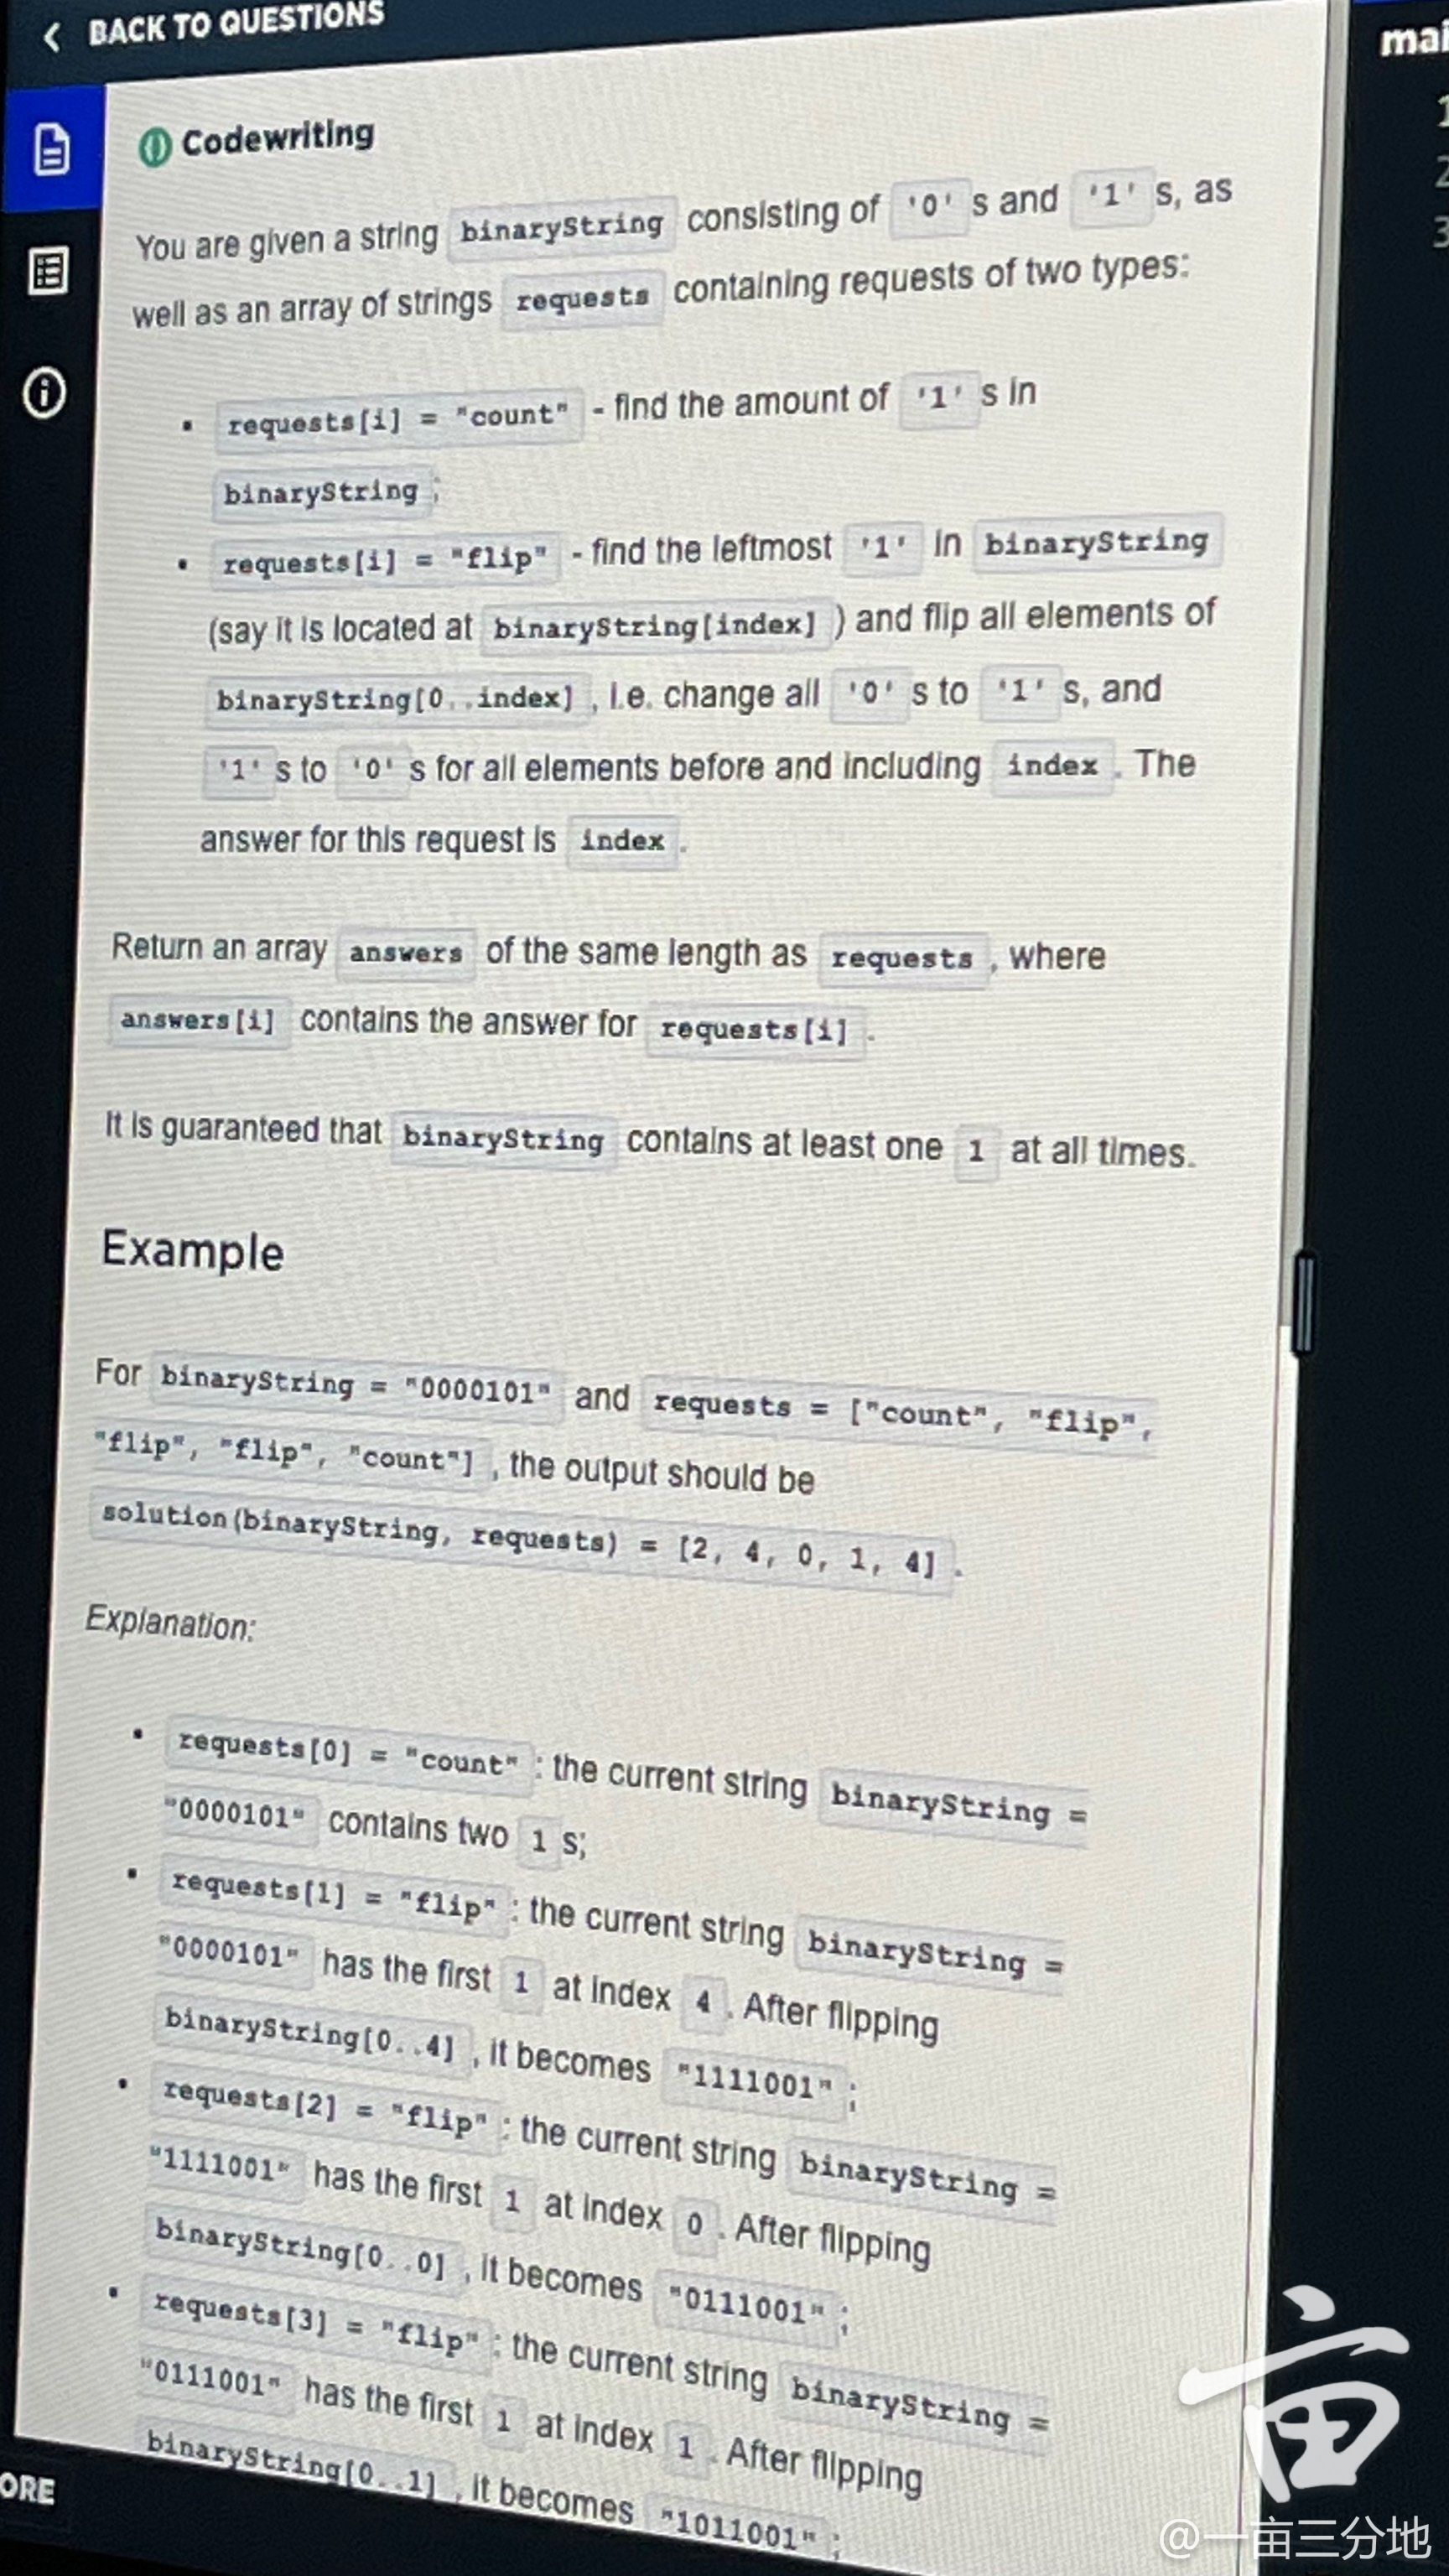 BACK TO QUESTIONS
mai
1
2
3
Codewriting
You are given a string binaryString consisting of '0' s and '1' s, as
well as an array of strings requests containing requests of two types:
requests[i] = "count" - find the amount of '1' s in
binaryString ;
requests[i] = "flip" - find the leftmost '1' in binaryString
(say it is located at binaryString[index] ) and flip all elements of
binaryString[0..index] , i.e. change all '0' s to '1' s, and
'1' s to '0' s for all elements before and including index . The
answer for this request is index .
Return an array answers of the same length as requests , where
answers[i] contains the answer for requests[i] .
It is guaranteed that binaryString contains at least one 1 at all times.
Example
For binaryString = "0000101" and requests = ["count", "flip",
"flip", "flip", "count"] , the output should be
solution(binaryString, requests) = [2, 4, 0, 1, 4] .
Explanation:
requests[0] = "count" : the current string binaryString =
"0000101" contains two 1 s;
requests[1] = "flip" : the current string binaryString =
"0000101" has the first 1 at index 4 . After flipping
binaryString[0..4] , it becomes "1111001" ;
requests[2] = "flip" : the current string binaryString =
"1111001" has the first 1 at index 0 . After flipping
binaryString[0..0] , it becomes "0111001" ;
requests[3] = "flip" : the current string binaryString =
"0111001" has the first 1 at index 1 . After flipping
binaryString[0..1] , it becomes "1011001" ;
ORE
亩
@一亩三分地